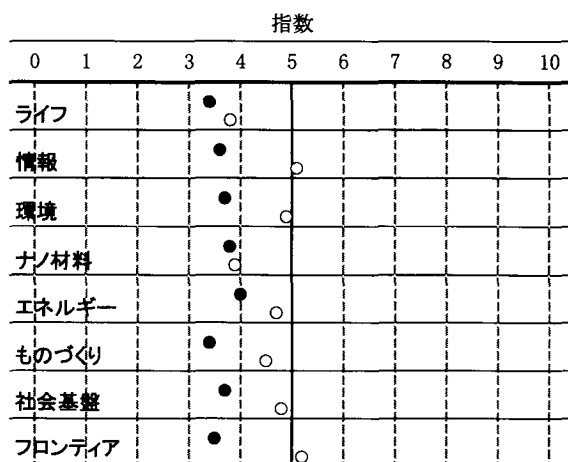 指数
0 1 2 3 4 5 6 7 8 9 10
ライフ
情報
環境
ナノ材料
エネルギー
ものづくり
社会基盤
フロンティア